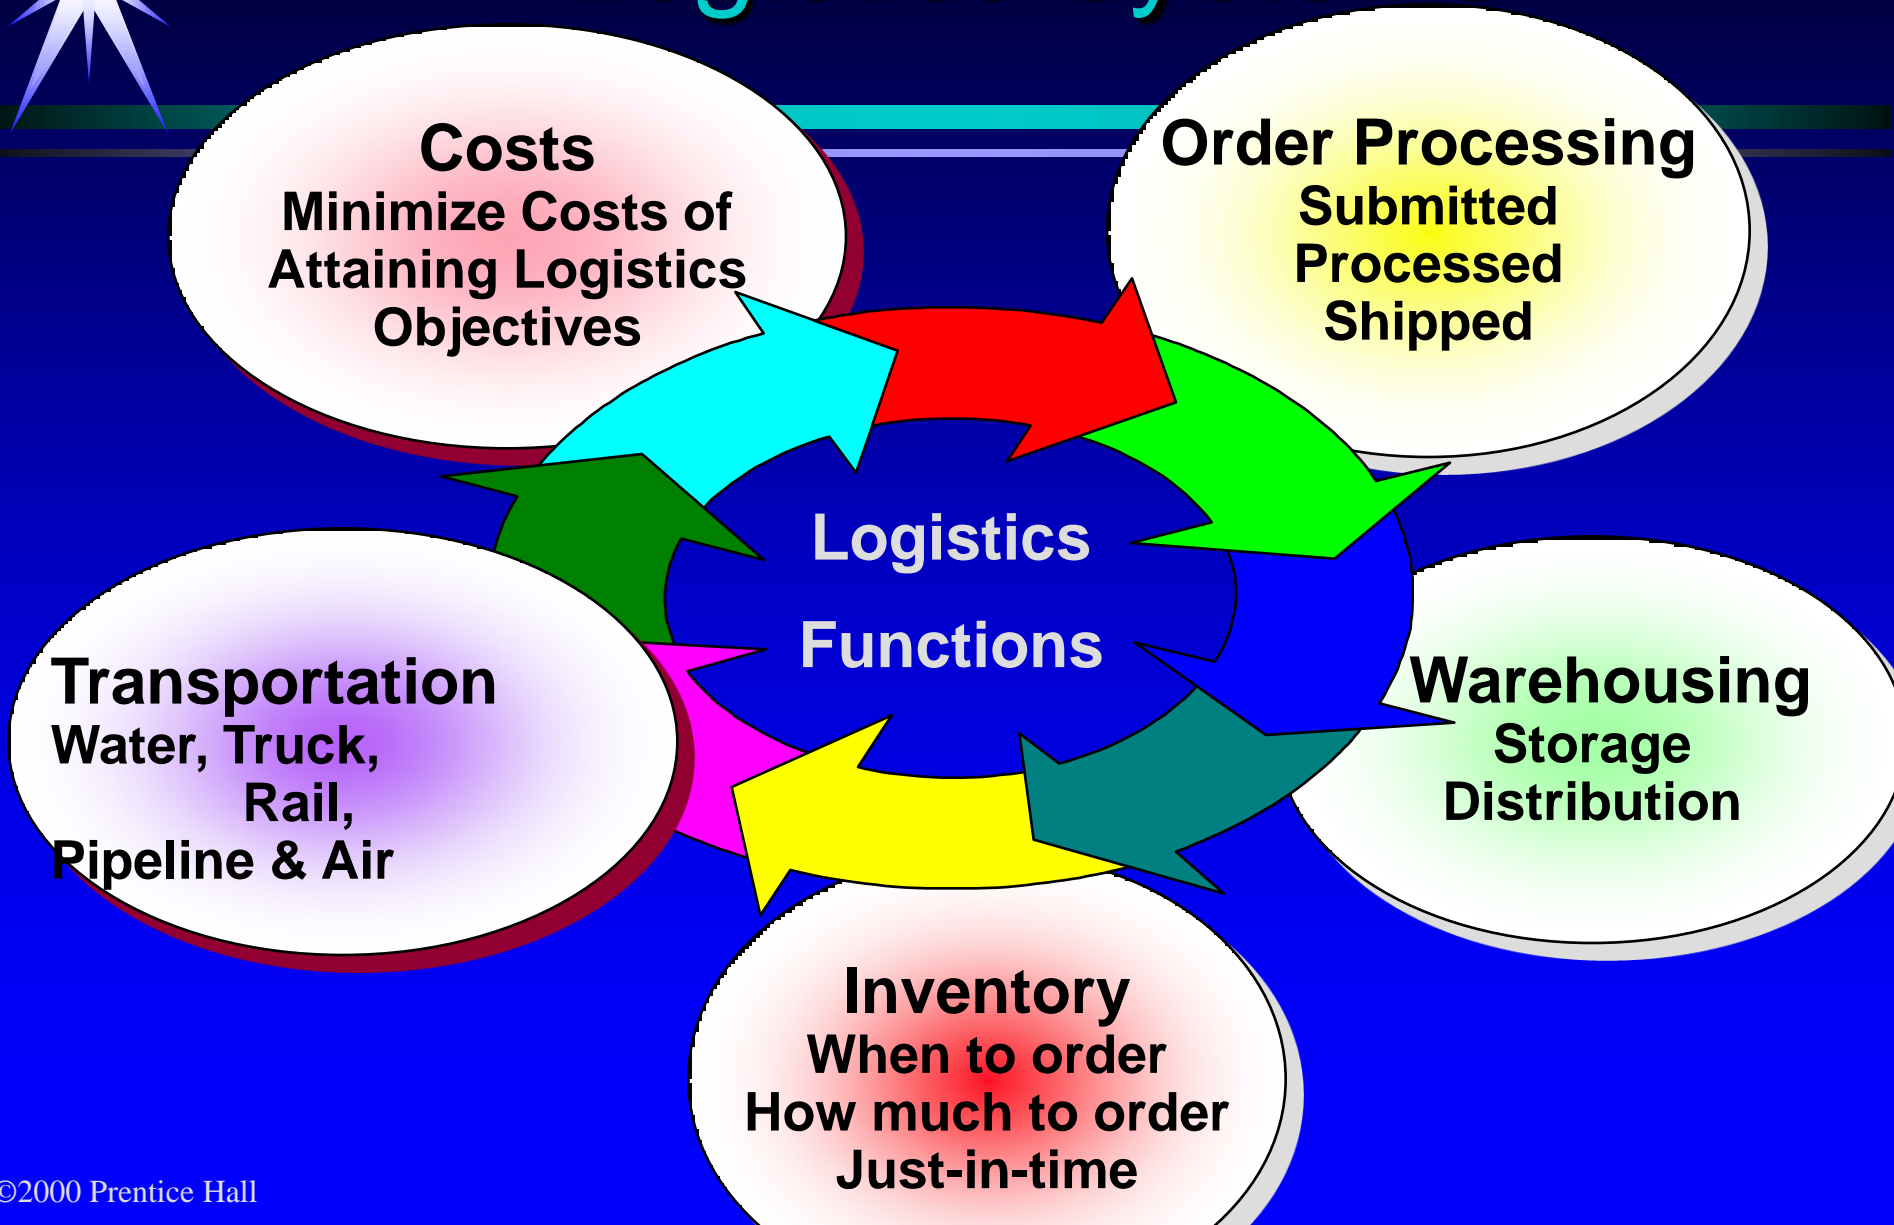 Costs
Minimize Costs of
Attaining Logistics
Objectives
Order Processing
Submitted
Processed
Shipped
Logistics
Functions
Transportation
Water, Truck,
Rail,
Pipeline & Air
Warehousing
Storage
Distribution
Inventory
When to order
How much to order
Just-in-time
©2000 Prentice Hall